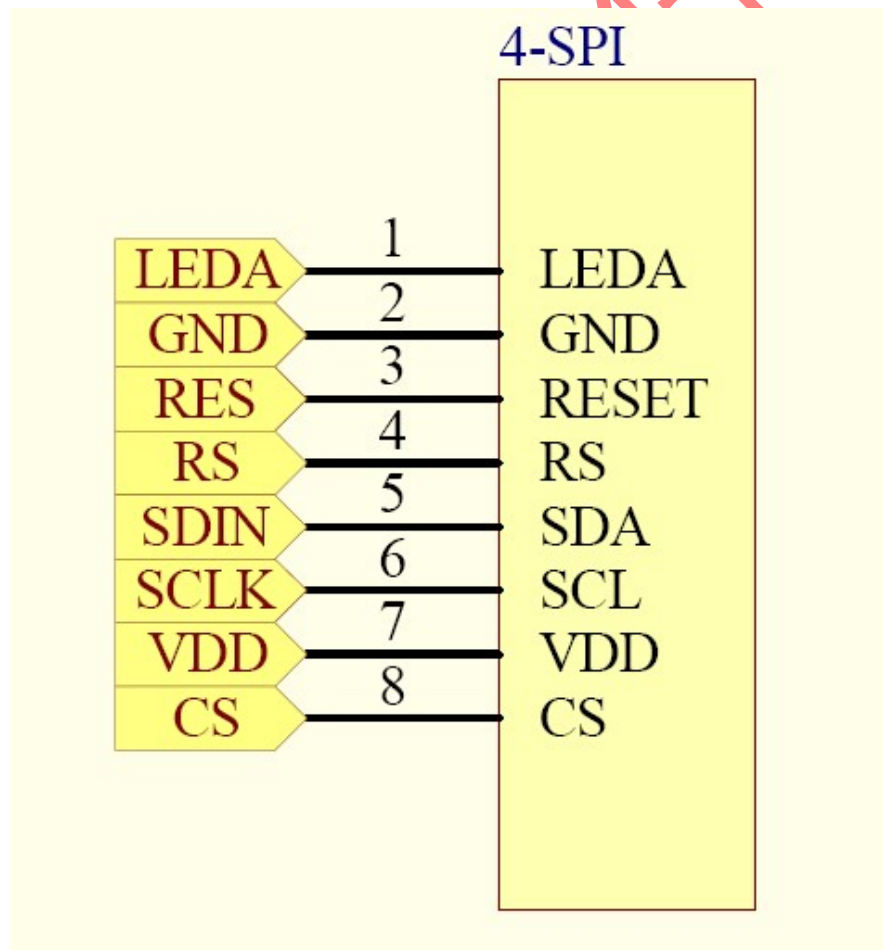 4-SPI
LEDA 1 LEDA
GND 2 GND
RES 3 RESET
RS 4 RS
SDIN 5 SDA
SCLK 6 SCL
VDD 7 VDD
CS 8 CS